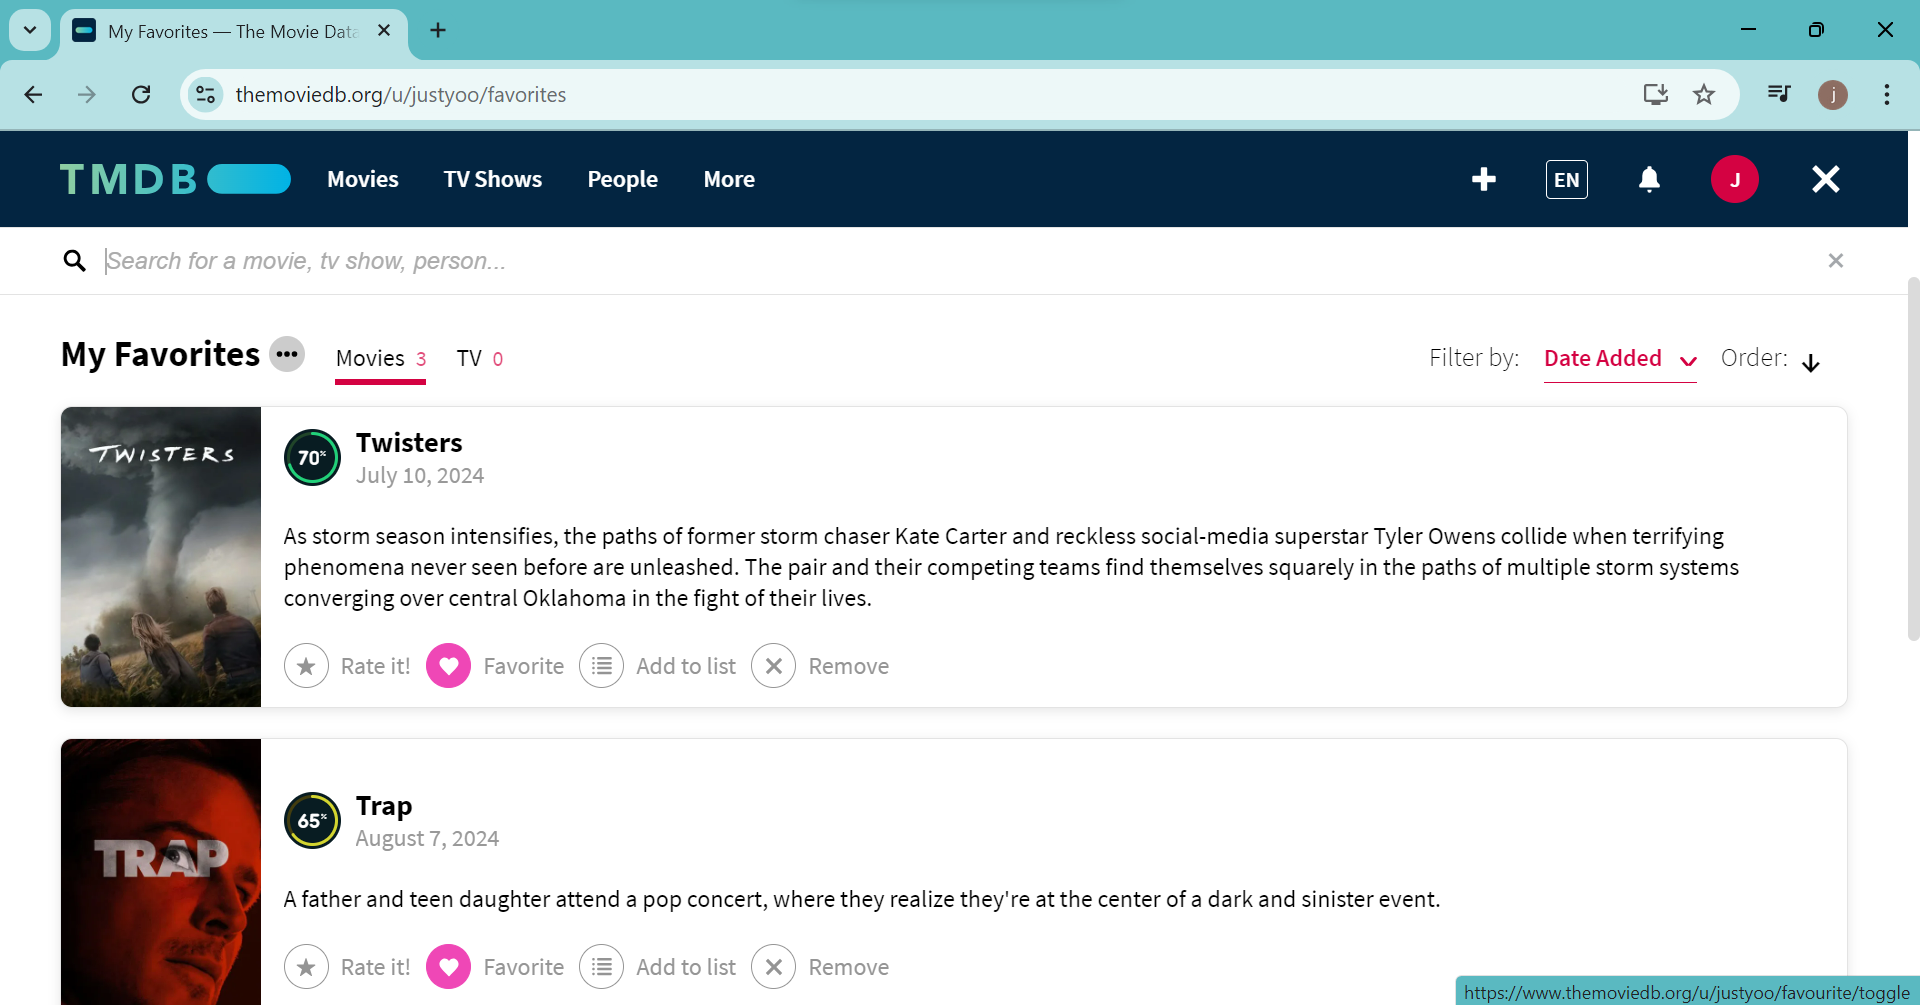 My Favorites — The Movie Data
themoviedb.org/u/justyoo/favorites
j
TMDB
Movies
TV Shows
People
More
EN
J
Search for a movie, tv show, person...
My Favorites
Movies 3
TV 0
Filter by:
Date Added
Order:
TWISTERS
70%
Twisters
July 10, 2024
As storm season intensifies, the paths of former storm chaser Kate Carter and reckless social-media superstar Tyler Owens collide when terrifying
phenomena never seen before are unleashed. The pair and their competing teams find themselves squarely in the paths of multiple storm systems
converging over central Oklahoma in the fight of their lives.
Rate it!
Favorite
Add to list
Remove
TRAP
65%
Trap
August 7, 2024
A father and teen daughter attend a pop concert, where they realize they're at the center of a dark and sinister event.
Rate it!
Favorite
Add to list
Remove
https://www.themoviedb.org/u/justyoo/favourite/toggle